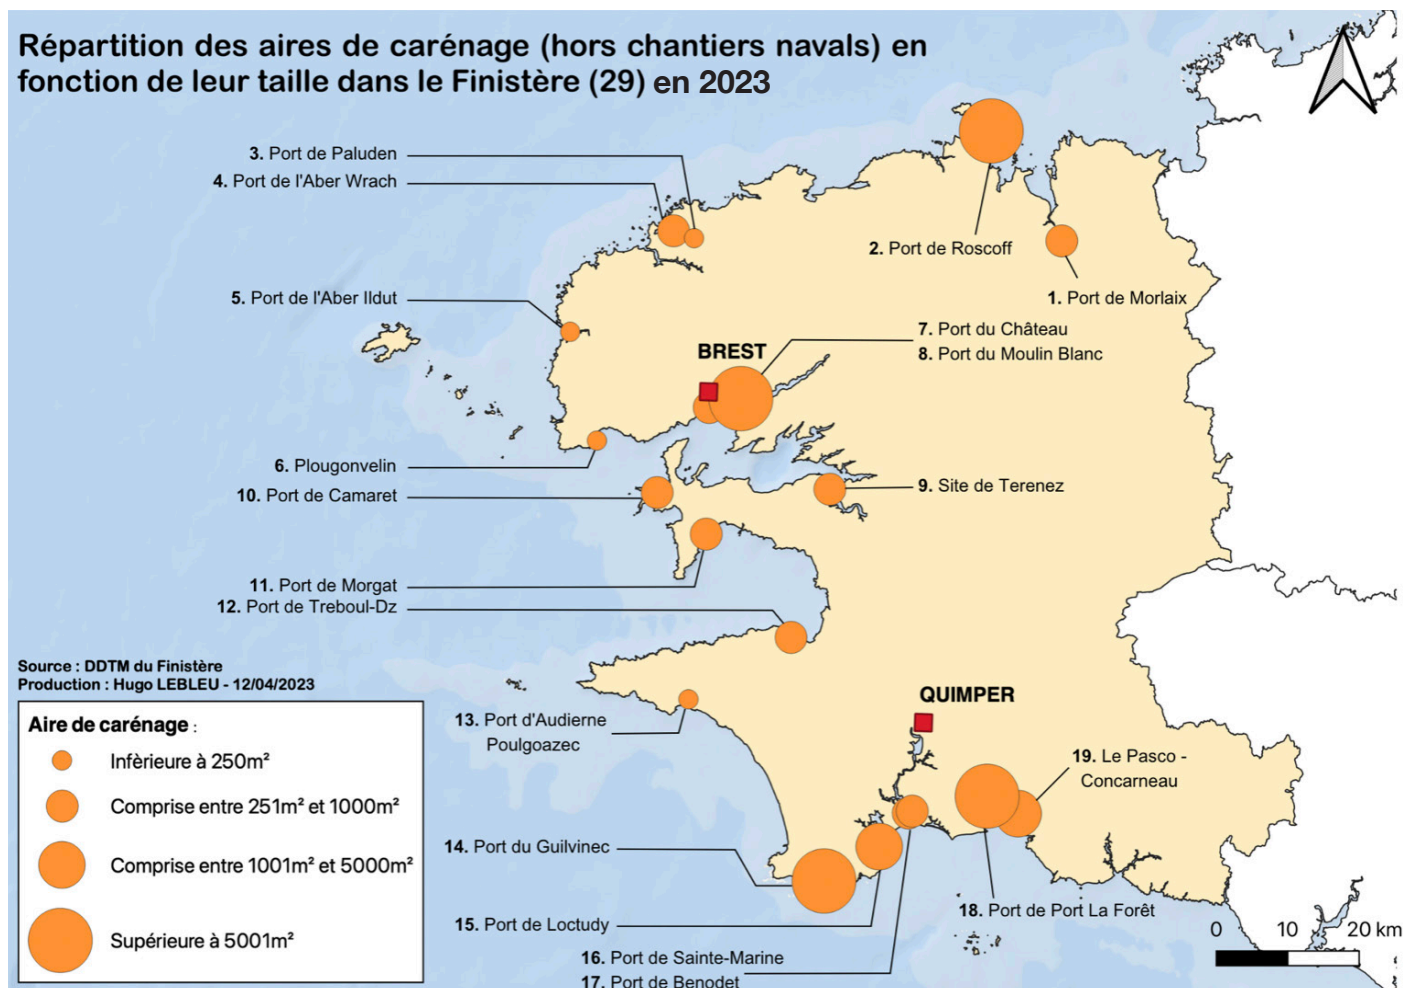 Répartition des aires de carénage (hors chantiers navals) en
fonction de leur taille dans le Finistère (29) en 2023
3. Port de Paluden
4. Port de l'Aber Wrach
2. Port de Roscoff
5. Port de l'Aber Ildut
1. Port de Morlaix
7. Port du Château
BREST
8. Port du Moulin Blanc
6. Plougonvelin
9. Site de Terenez
10. Port de Camaret
11. Port de Morgat
12. Port de Treboul-Dz
Source : DDTM du Finistère
Production : Hugo LEBLEU - 12/04/2023
QUIMPER
13. Port d'Audierne
Poulgoazec
19. Le Pasco -
Concarneau
Aire de carénage :
Infèrieure à 250m²
Comprise entre 251m² et 1000m²
Comprise entre 1001m² et 5000m²
Supérieure à 5001m²
14. Port du Guilvinec
15. Port de Loctudy
18. Port de Port La Forêt
16. Port de Sainte-Marine
17. Port de Benodet
0 10 20 km